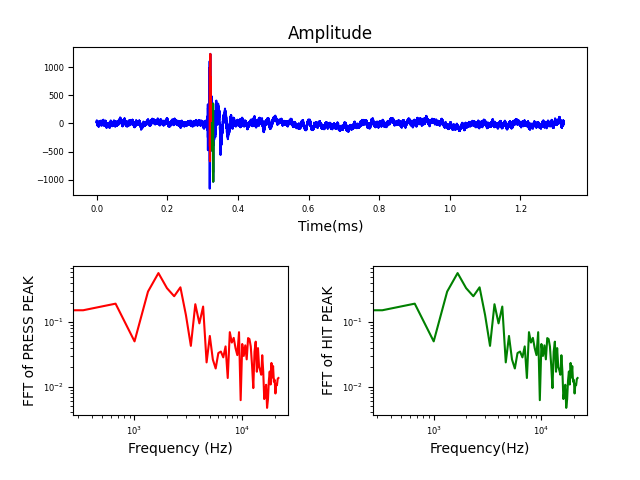 Amplitude
1000
500
0
−500
−1000
0.0 0.2 0.4 0.6 0.8 1.0 1.2
Time(ms)
FFT of PRESS PEAK
10⁻¹
10⁻²
10³ 10⁴
Frequency (Hz)
FFT of HIT PEAK
10⁻¹
10⁻²
10³ 10⁴
Frequency(Hz)